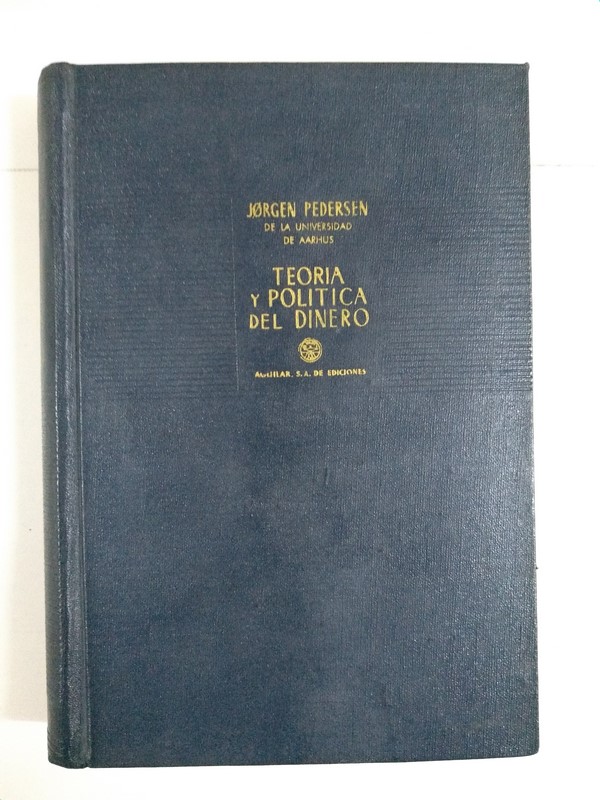 JØRGEN PEDERSEN
DE LA UNIVERSIDAD
DE AARHUS
TEORIA
Y POLITICA
DEL DINERO
AGUILAR, S. A. DE EDICIONES